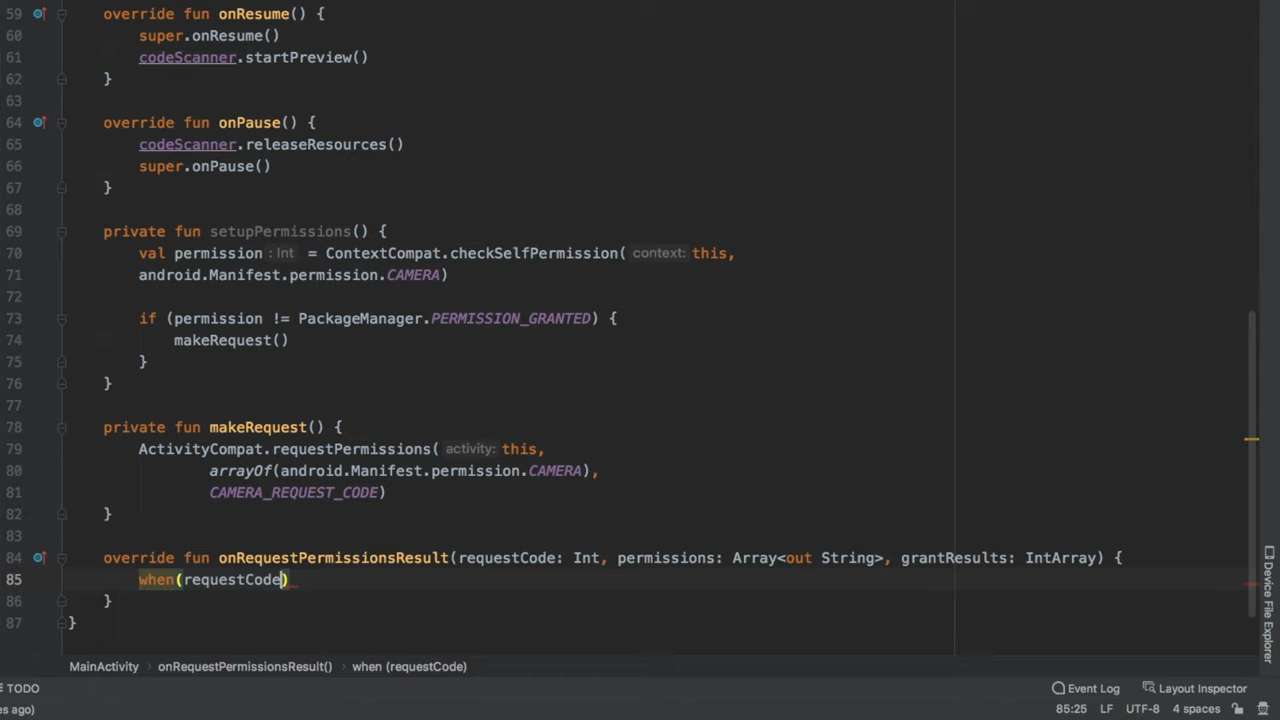 59 override fun onResume() {
60 super.onResume()
61 codeScanner.startPreview()
62 }
63
64 override fun onPause() {
65 codeScanner.releaseResources()
66 super.onPause()
67 }
68
69 private fun setupPermissions() {
70 val permission : Int = ContextCompat.checkSelfPermission( context: this,
71 android.Manifest.permission.CAMERA)
72
73 if (permission != PackageManager.PERMISSION_GRANTED) {
74 makeRequest()
75 }
76 }
77
78 private fun makeRequest() {
79 ActivityCompat.requestPermissions( activity: this,
80 arrayOf(android.Manifest.permission.CAMERA),
81 CAMERA_REQUEST_CODE)
82 }
83
84 override fun onRequestPermissionsResult(requestCode: Int, permissions: Array<out String>, grantResults: IntArray) {
85 when(requestCode)
86 }
87 }
Device File Explorer
MainActivity › onRequestPermissionsResult() › when (requestCode)
TODO Event Log Layout Inspector
es ago) 85:25 LF UTF-8 4 spaces